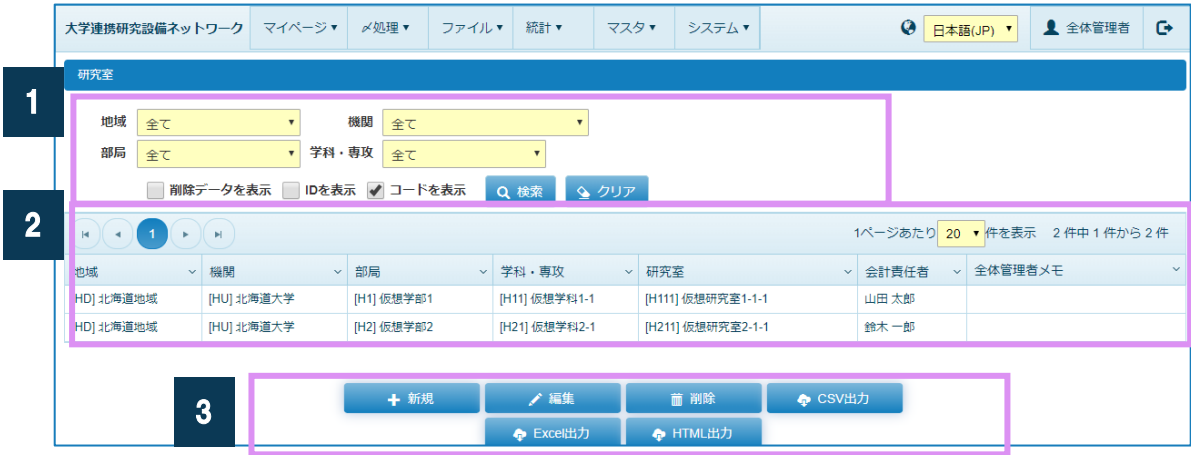 大学連携研究設備ネットワーク マイページ▼ 〆処理▼ ファイル▼ 統計▼ マスタ▼ システム▼ 日本語(JP) ▼ 全体管理者
研究室
1
地域 全て ▼ 機関 全て ▼
部局 全て ▼ 学科・専攻 全て ▼
削除データを表示 IDを表示 コードを表示 検索 クリア
2
1 1ページあたり 20 ▼ 件を表示 2 件中 1 件から 2 件
地域 機関 部局 学科・専攻 研究室 会計責任者 全体管理者メモ
HD] 北海道地域 [HU] 北海道大学 [H1] 仮想学部1 [H11] 仮想学科1-1 [H111] 仮想研究室1-1-1 山田 太郎
HD] 北海道地域 [HU] 北海道大学 [H2] 仮想学部2 [H21] 仮想学科2-1 [H211] 仮想研究室2-1-1 鈴木 一郎
3
新規 編集 削除 CSV出力
Excel出力 HTML出力